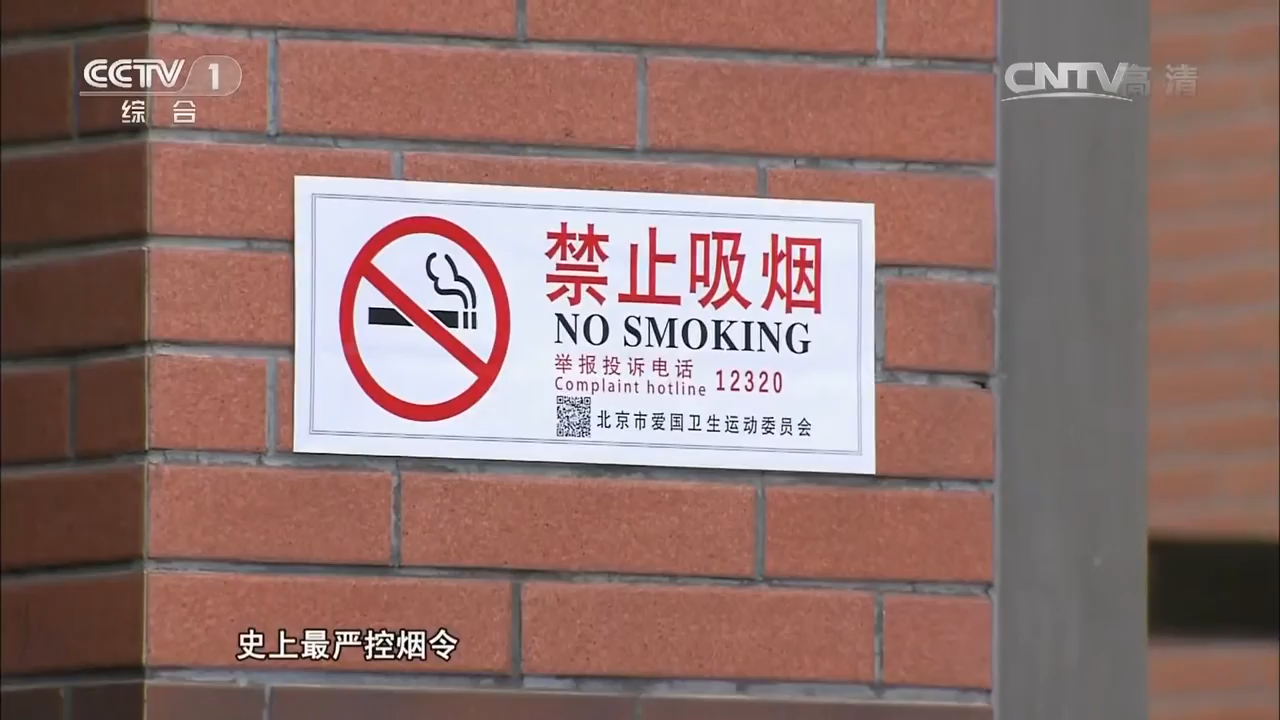 CCTV 1
综合
CNTV高清
禁止吸烟
NO SMOKING
举报投诉电话
Complaint hotline 12320
北京市爱国卫生运动委员会
史上最严控烟令